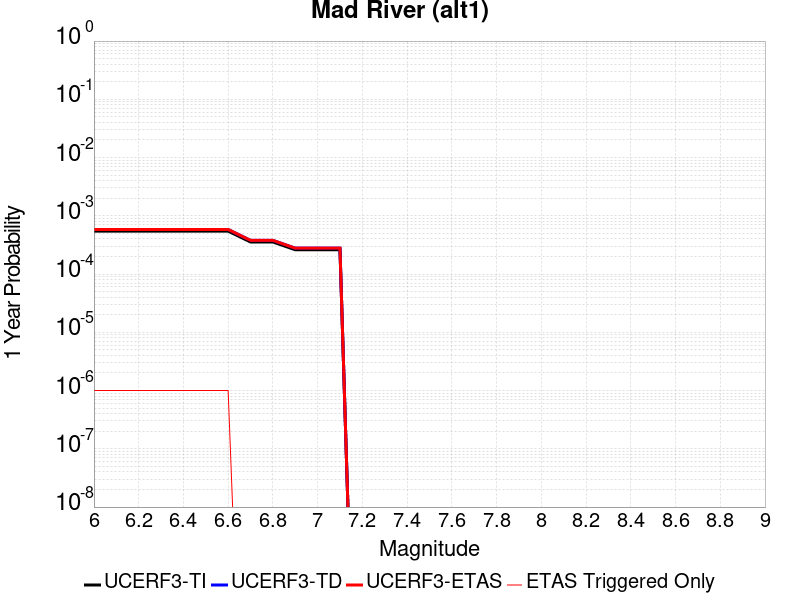 Mad River (alt1)
1 Year Probability
10^0
10^-1
10^-2
10^-3
10^-4
10^-5
10^-6
10^-7
10^-8
6 6.2 6.4 6.6 6.8 7 7.2 7.4 7.6 7.8 8 8.2 8.4 8.6 8.8 9
Magnitude
UCERF3-TI UCERF3-TD UCERF3-ETAS ETAS Triggered Only